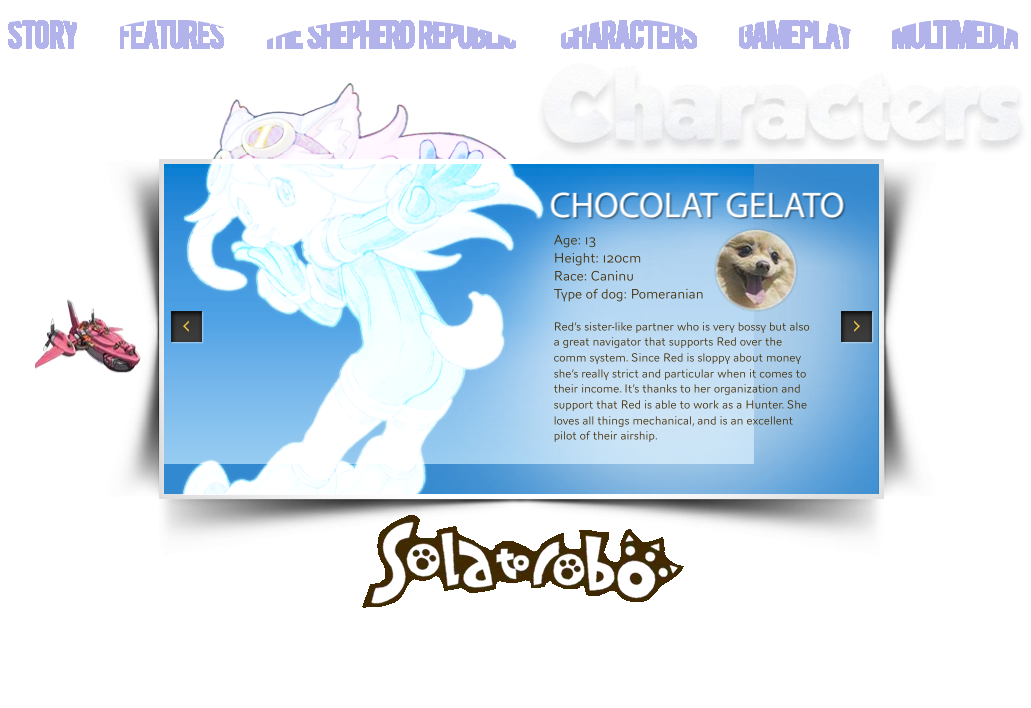 STORY FEATURES THE SHEPHERD REPUBLIC CHARACTERS GAMEPLAY MULTIMEDIA
Characters
CHOCOLAT GELATO
Age: 13
Height: 120cm
Race: Caninu
Type of dog: Pomeranian
Red's sister-like partner who is very bossy but also
a great navigator that supports Red over the
comm system. Since Red is sloppy about money
she's really strict and particular when it comes to
their income. It's thanks to her organization and
support that Red is able to work as a Hunter. She
loves all things mechanical, and is an excellent
pilot of their airship.
Solatorobo